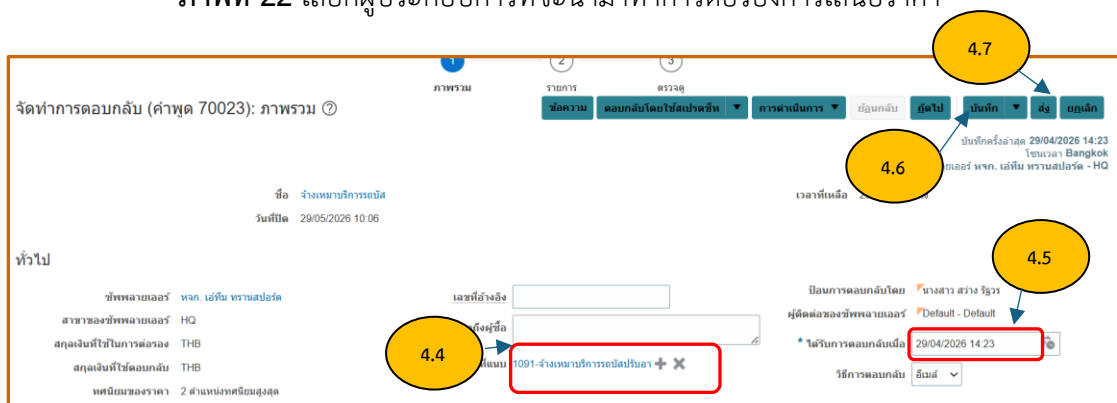 ภาพที่ 22 เลือกผู้ประกอบการที่จะนำมาทำการตอบรับการเสนอราคา
4.7
1 2 3
ภาพรวม รายการ ตรวจดู
จัดทำการตอบกลับ (คำพูด 70023): ภาพรวม
ข้อความ ตอบกลับโดยใช้สเปรดชีท การดำเนินการ ย้อนกลับ ถัดไป บันทึก ส่ง ยกเลิก
บันทึกครั้งล่าสุด 29/04/2026 14:23
โซนเวลา Bangkok
4.6
หจก. เอ่ทีม ทรานสปอร์ต - HQ
ชื่อ จ้างเหมาบริการรถบัส
เวลาที่เหลือ
วันที่ปิด 29/05/2026 10:06
ทั่วไป
4.5
ซัพพลายเออร์ หจก. เอ่ทีม ทรานสปอร์ต
เลขที่อ้างอิง
ป้อนการตอบกลับโดย นางสาว สว่าง รัฐวร
สาขาของซัพพลายเออร์ HQ
ถึงผู้ซื้อ
ผู้ติดต่อของซัพพลายเออร์ Default - Default
สกุลเงินที่ใช้ในการต่อรอง THB
* ได้รับการตอบกลับเมื่อ 29/04/2026 14:23
4.4
ที่แนบ 1091-จ้างเหมาบริการรถบัสปรับอา
สกุลเงินที่ใช้ตอบกลับ THB
วิธีการตอบกลับ อีเมล์
ทศนิยมของราคา 2 ตำแหน่งทศนิยมสูงสุด